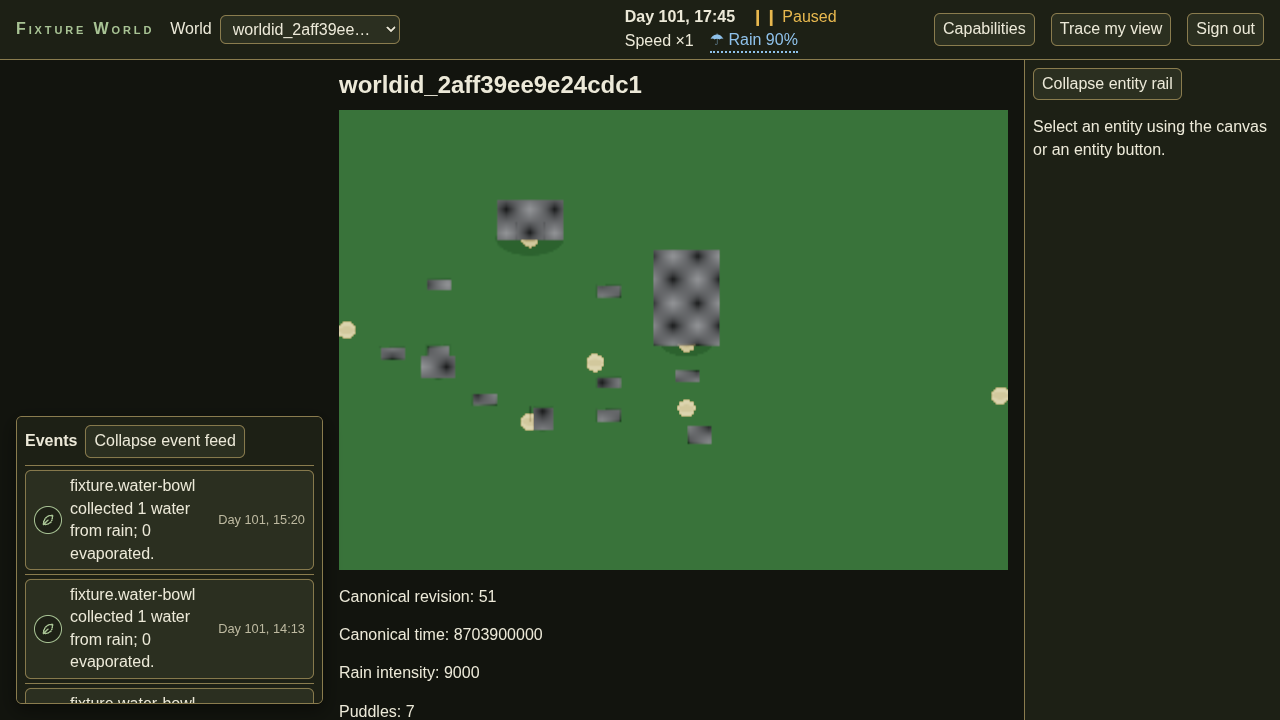 Fixture World
World
worldid_2aff39ee…
Day 101, 17:45
❙❙ Paused
Speed ×1
☂ Rain 90%
Capabilities
Trace my view
Sign out
worldid_2aff39ee9e24cdc1
Collapse entity rail
Select an entity using the canvas
or an entity button.
Events
Collapse event feed
fixture.water-bowl
collected 1 water
from rain; 0
evaporated.
Day 101, 15:20
fixture.water-bowl
collected 1 water
from rain; 0
evaporated.
Day 101, 14:13
fixture.water-bowl
Canonical revision: 51
Canonical time: 8703900000
Rain intensity: 9000
Puddles: 7